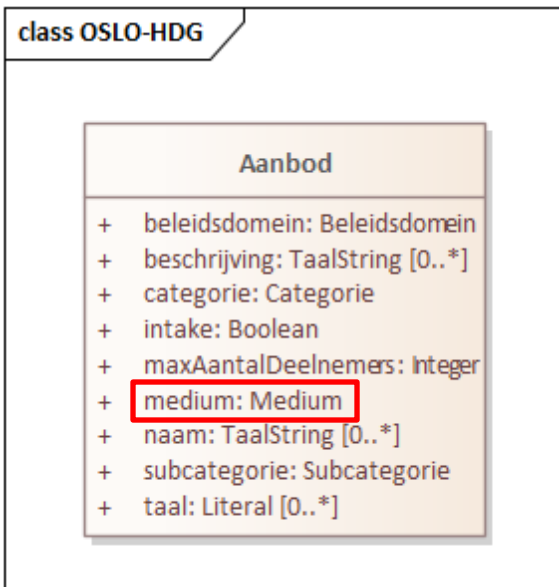 class OSLO-HDG
Aanbod
+ beleidsdomein: Beleidsdomein
+ beschrijving: TaalString [0..*]
+ categorie: Categorie
+ intake: Boolean
+ maxAantalDeelnemers: Integer
+ medium: Medium
+ naam: TaalString [0..*]
+ subcategorie: Subcategorie
+ taal: Literal [0..*]